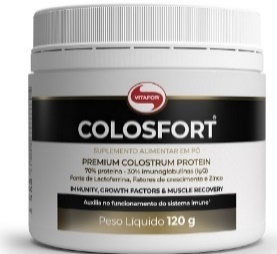 VITAFOR
COLOSFORT®
SUPLEMENTO ALIMENTAR EM PÓ
PREMIUM COLOSTRUM PROTEIN
70% proteína - 30% imunoglobulinas (IgG)
Fonte de Lactoferrina, Fatores de crescimento e Zinco
IMMUNITY, GROWTH FACTORS & MUSCLE RECOVERY
Auxilia no funcionamento do sistema imune
Peso Líquido 120 g